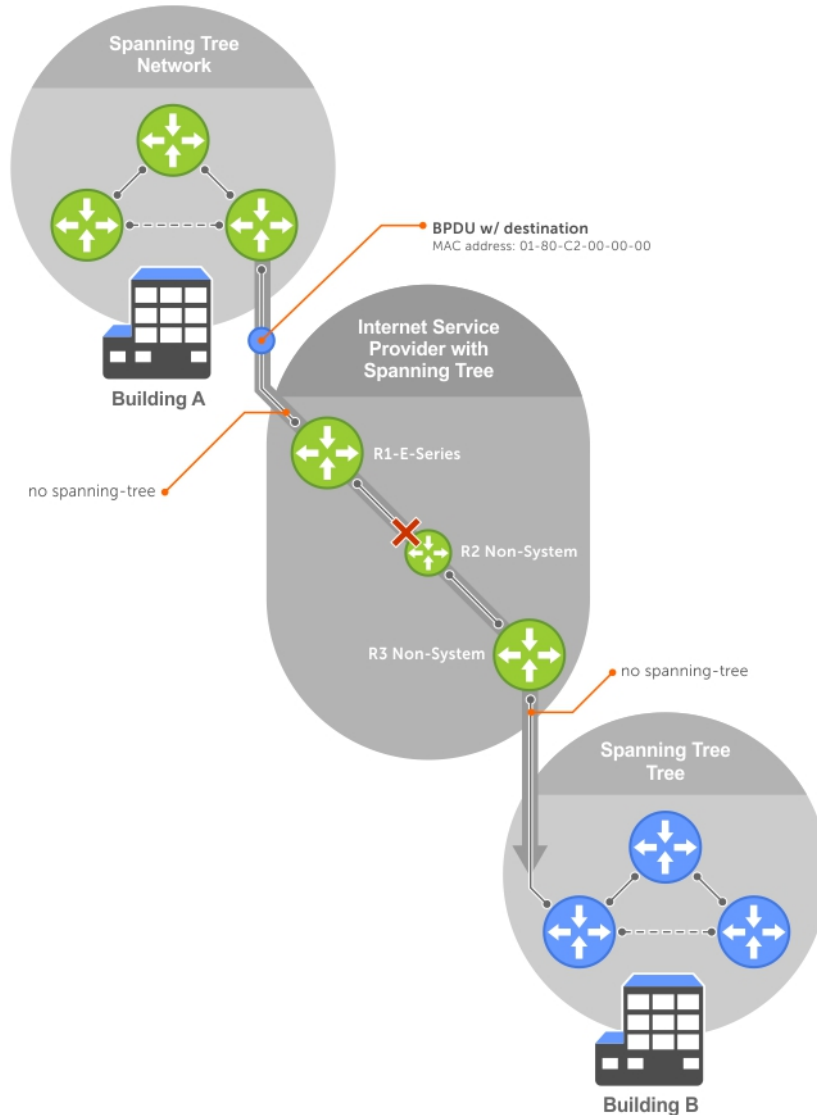 Spanning Tree
Network
BPDU w/ destination
MAC address: 01-80-C2-00-00-00
Internet Service
Provider with
Spanning Tree
Building A
R1-E-Series
no spanning-tree
R2 Non-System
R3 Non-System
no spanning-tree
Spanning Tree
Tree
Building B